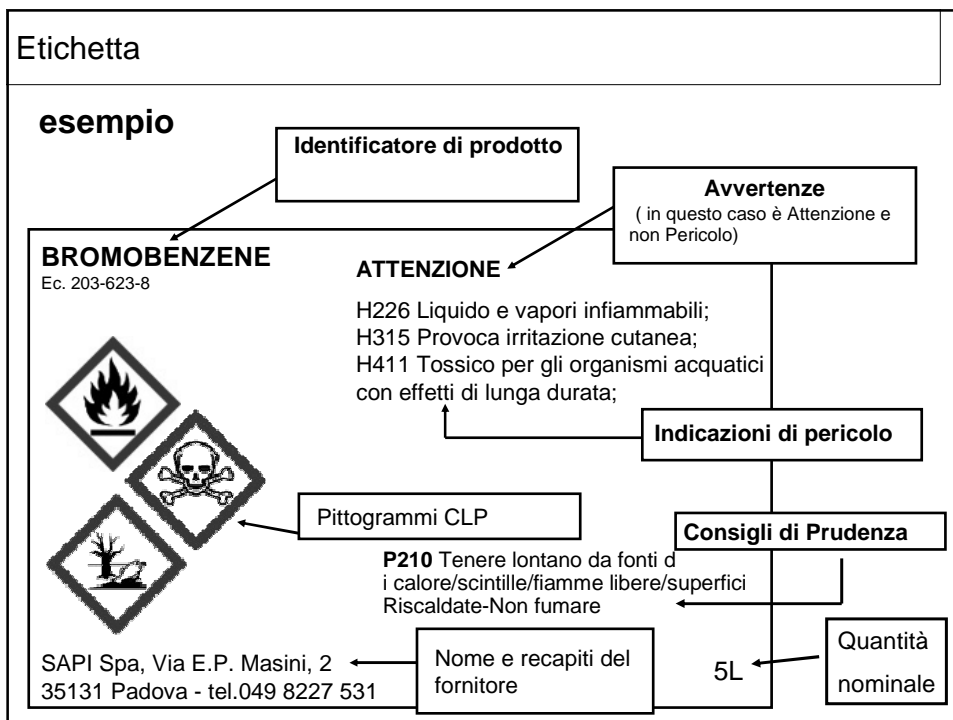 Etichetta
esempio
Identificatore di prodotto
Avvertenze
( in questo caso è Attenzione e
non Pericolo)
BROMOBENZENE
Ec. 203-623-8
ATTENZIONE
H226 Liquido e vapori infiammabili;
H315 Provoca irritazione cutanea;
H411 Tossico per gli organismi acquatici
con effetti di lunga durata;
Indicazioni di pericolo
Pittogrammi CLP
Consigli di Prudenza
P210 Tenere lontano da fonti d
i calore/scintille/fiamme libere/superfici
Riscaldate-Non fumare
SAPI Spa, Via E.P. Masini, 2
35131 Padova - tel.049 8227 531
Nome e recapiti del
fornitore
5L
Quantità
nominale